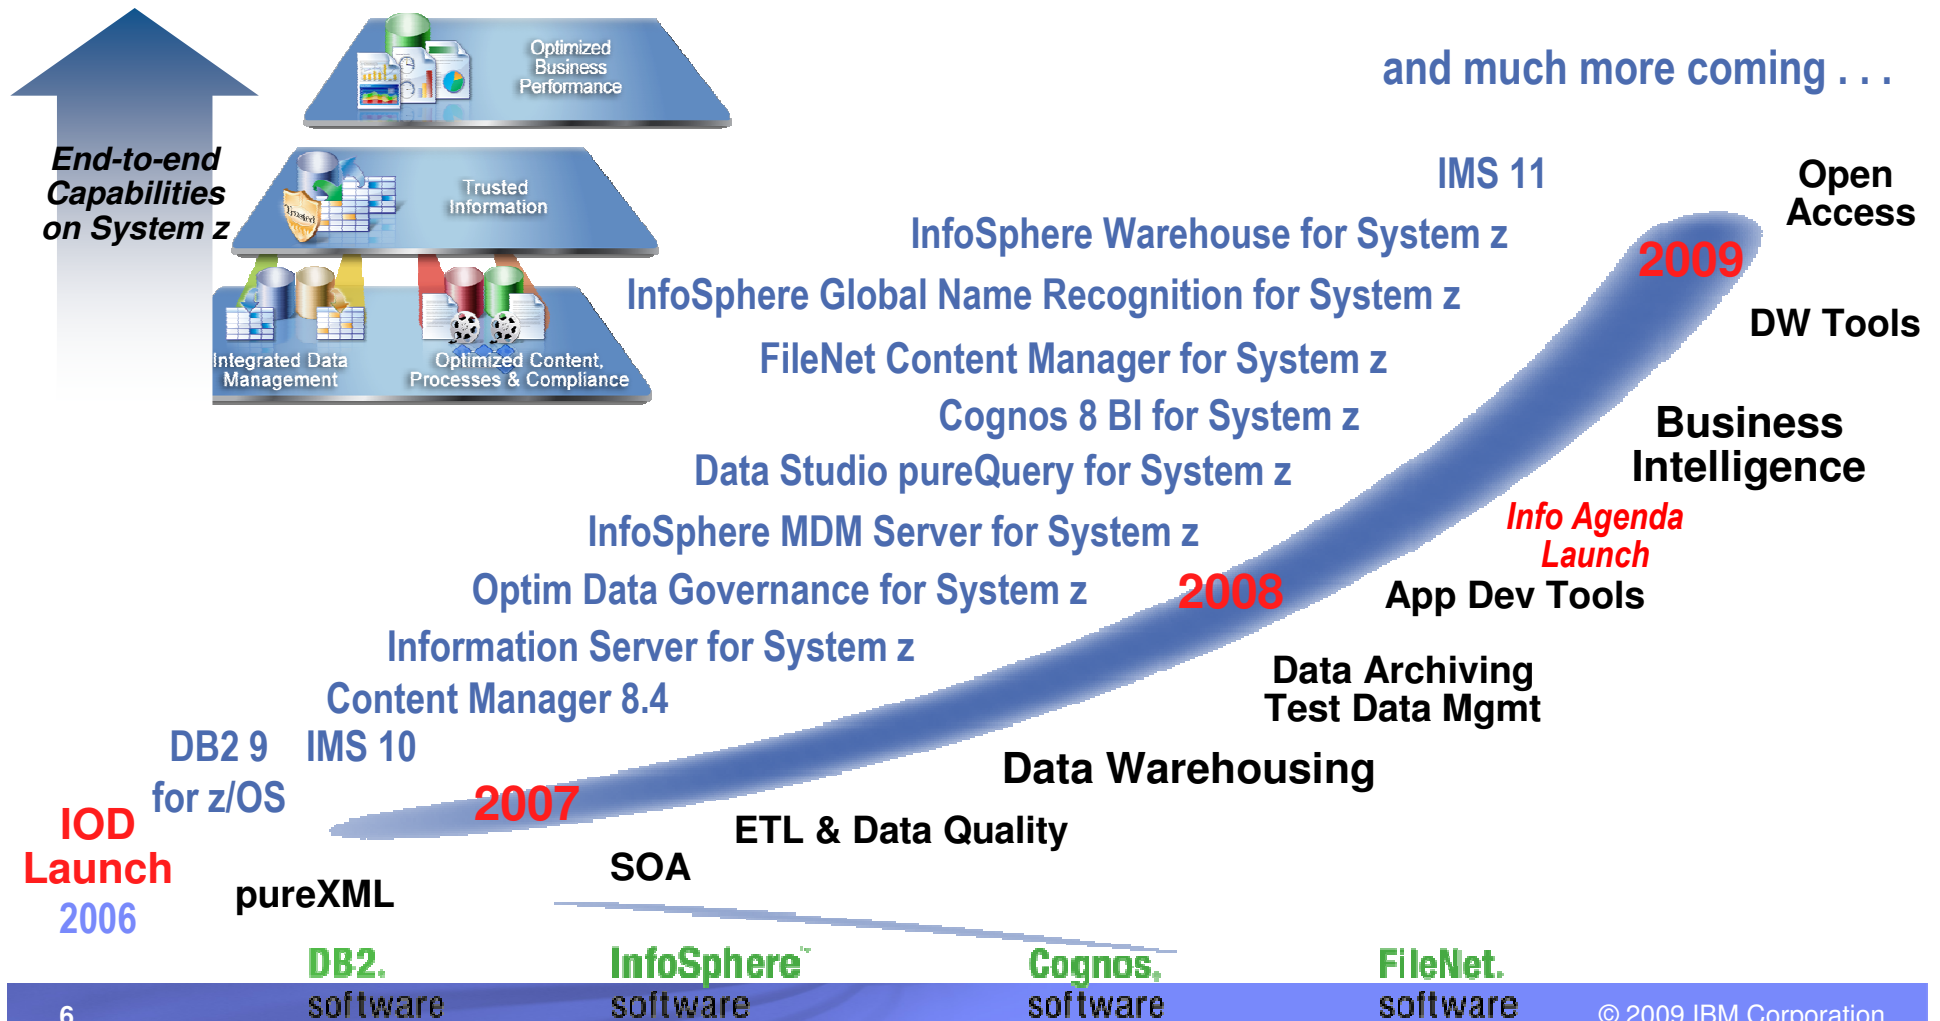 Optimized
Business
Performance
and much more coming . . .
End-to-end
Capabilities
on System z
Trusted
Trusted
Information
Integrated Data
Management
Optimized Content,
Processes & Compliance
IMS 11
Open
Access
InfoSphere Warehouse for System z
2009
InfoSphere Global Name Recognition for System z
DW Tools
FileNet Content Manager for System z
Cognos 8 BI for System z
Business
Intelligence
Data Studio pureQuery for System z
Info Agenda
Launch
InfoSphere MDM Server for System z
2008
Optim Data Governance for System z
App Dev Tools
Information Server for System z
Data Archiving
Test Data Mgmt
Content Manager 8.4
DB2 9
for z/OS
IMS 10
Data Warehousing
2007
ETL & Data Quality
IOD
Launch
2006
SOA
pureXML
DB2.
software
InfoSphere™
software
Cognos.
software
FileNet.
software
6
© 2009 IBM Corporation